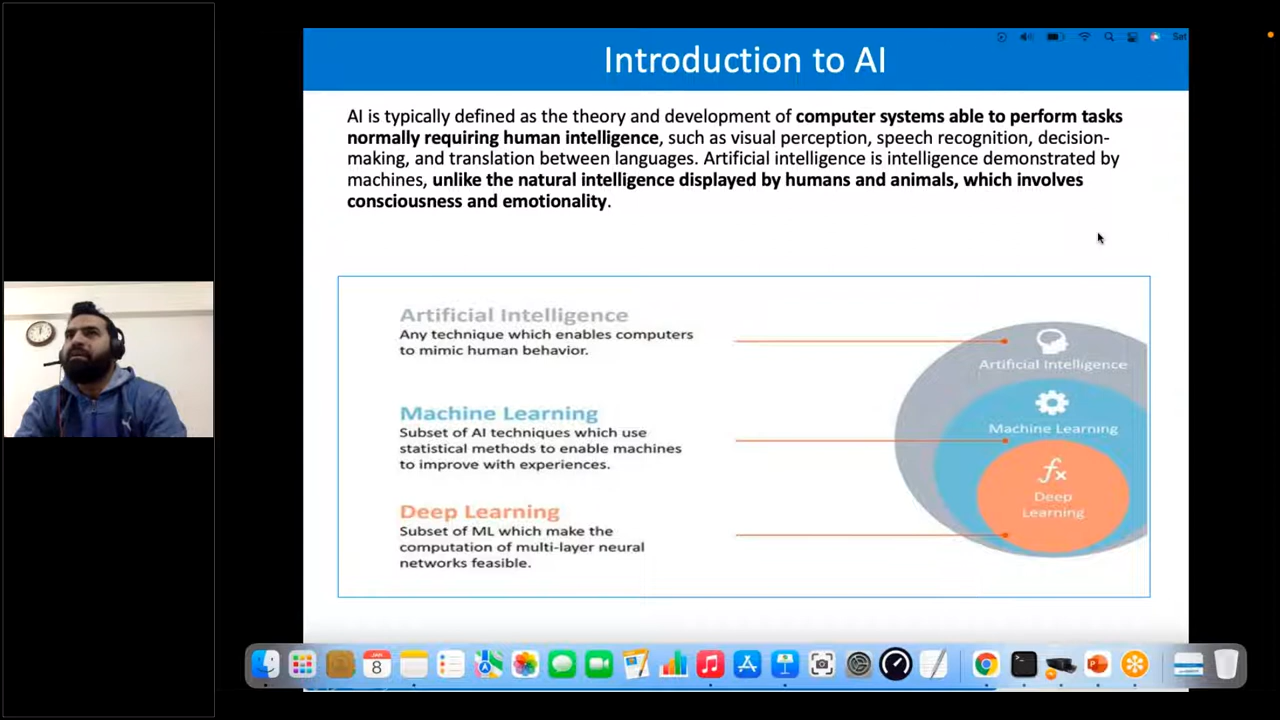 Introduction to AI
Sat
AI is typically defined as the theory and development of computer systems able to perform tasks
normally requiring human intelligence, such as visual perception, speech recognition, decision-
making, and translation between languages. Artificial intelligence is intelligence demonstrated by
machines, unlike the natural intelligence displayed by humans and animals, which involves
consciousness and emotionality.
Artificial Intelligence
Any technique which enables computers
to mimic human behavior.
Machine Learning
Subset of AI techniques which use
statistical methods to enable machines
to improve with experiences.
Deep Learning
Subset of ML which make the
computation of multi-layer neural
networks feasible.
Artificial Intelligence
Machine Learning
fx
Deep
Learning
8